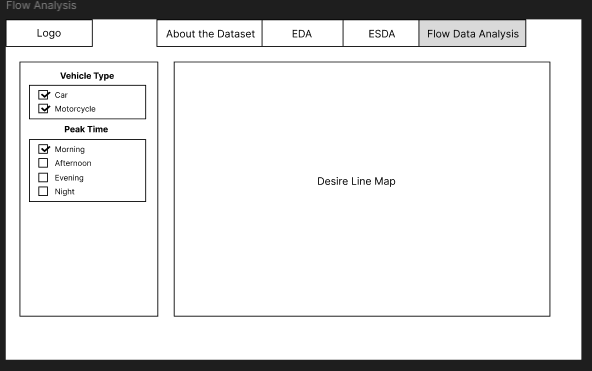 Flow Analysis
Logo
About the Dataset
EDA
ESDA
Flow Data Analysis
Vehicle Type
Car
Motorcycle
Peak Time
Morning
Afternoon
Evening
Night
Desire Line Map